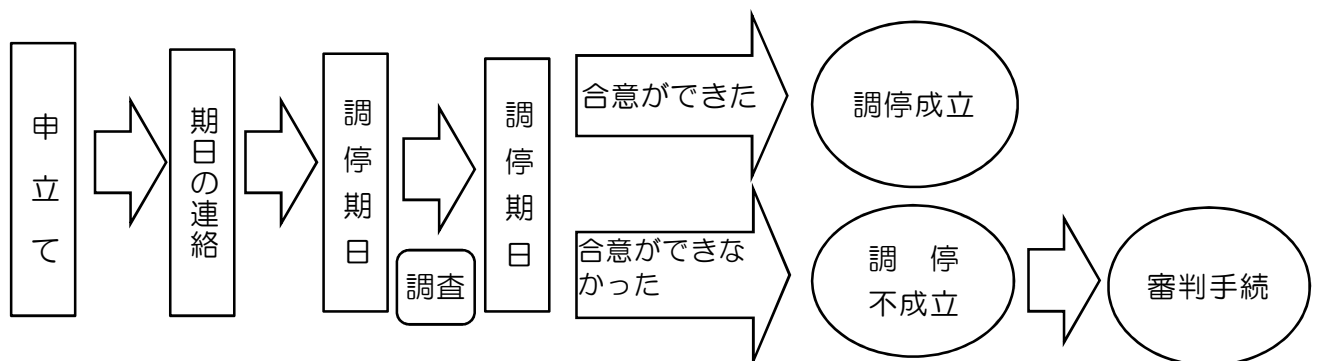 申立て
期日の連絡
調停期日
調査
調停期日
合意ができた
調停成立
合意ができな
かった
調 停
不成立
審判手続